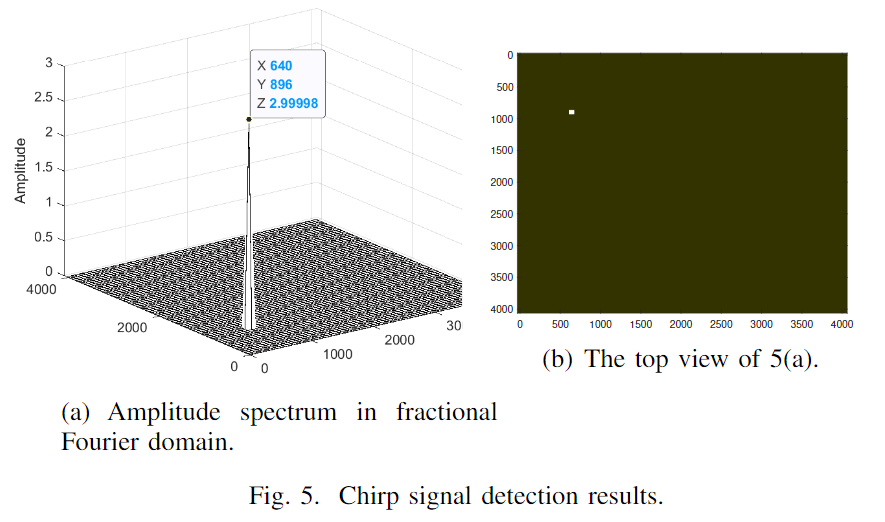 3
2.5
2
1.5
1
0.5
0
Amplitude
X 640
Y 896
Z 2.99998
4000
2000
0
0
1000
2000
30
0
500
1000
1500
2000
2500
3000
3500
4000
0 500 1000 1500 2000 2500 3000 3500 4000
(b) The top view of 5(a).
(a) Amplitude spectrum in fractional
Fourier domain.
Fig. 5. Chirp signal detection results.